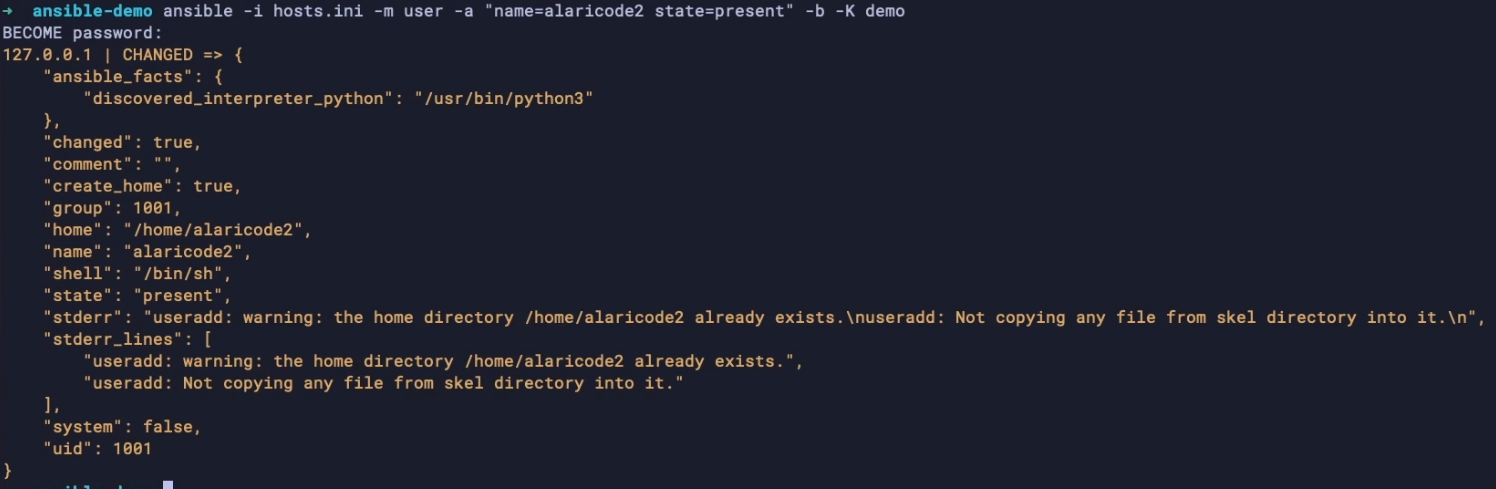 → ansible-demo ansible -i hosts.ini -m user -a "name=alaricode2 state=present" -b -K demo
BECOME password:
127.0.0.1 | CHANGED => {
    "ansible_facts": {
        "discovered_interpreter_python": "/usr/bin/python3"
    },
    "changed": true,
    "comment": "",
    "create_home": true,
    "group": 1001,
    "home": "/home/alaricode2",
    "name": "alaricode2",
    "shell": "/bin/sh",
    "state": "present",
    "stderr": "useradd: warning: the home directory /home/alaricode2 already exists.\nuseradd: Not copying any file from skel directory into it.\n",
    "stderr_lines": [
        "useradd: warning: the home directory /home/alaricode2 already exists.",
        "useradd: Not copying any file from skel directory into it."
    ],
    "system": false,
    "uid": 1001
}